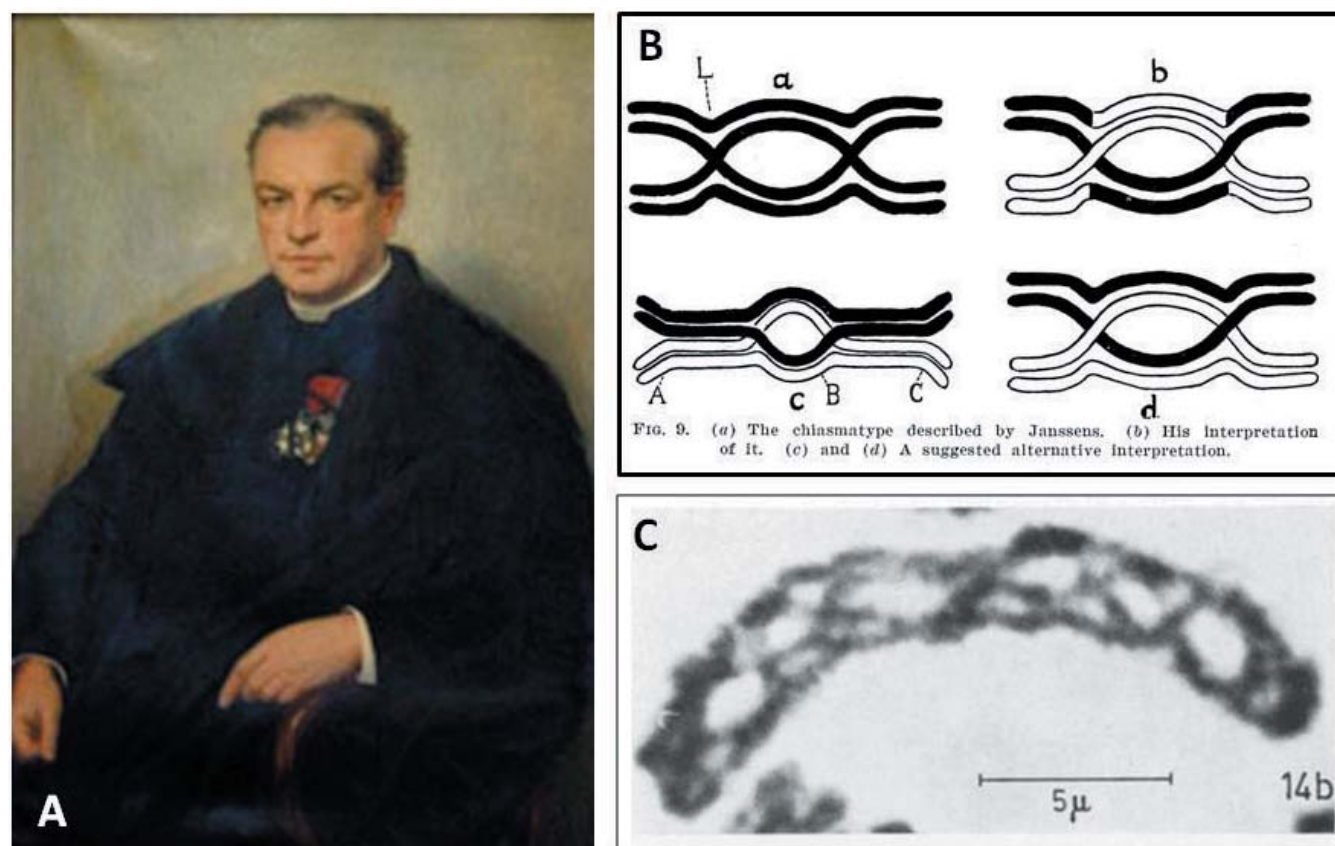 A
B
L
a
b
A
c
B
C
d
FIG. 9. (a) The chiasmatype described by Janssens. (b) His interpretation
of it. (c) and (d) A suggested alternative interpretation.
C
5μ
14b